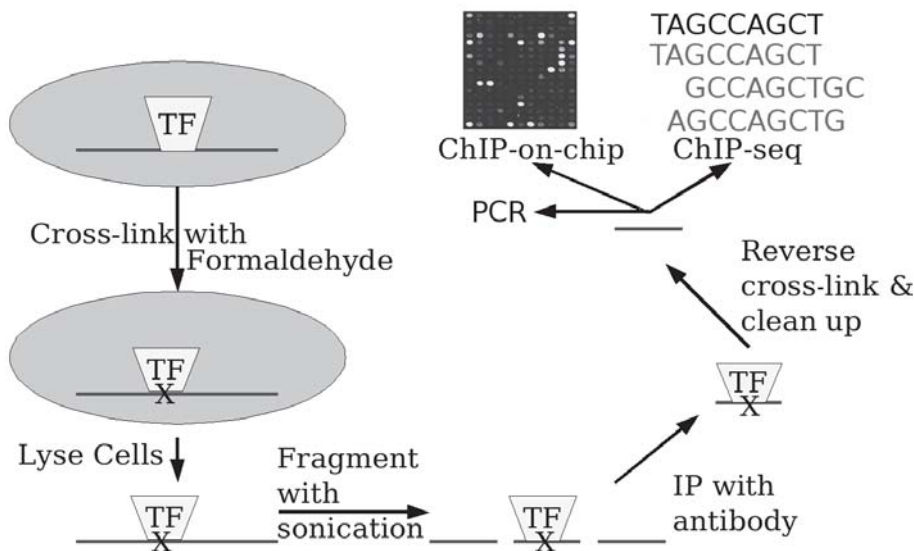 TF
Cross-link with
Formaldehyde
TF
X
Lyse Cells
TF
X
Fragment
with
sonication
TF
X
IP with
antibody
TF
X
Reverse
cross-link &
clean up
PCR
ChIP-on-chip
ChIP-seq
TAGCCAGCT
TAGCCAGCT
GCCAGCTGC
AGCCAGCTG